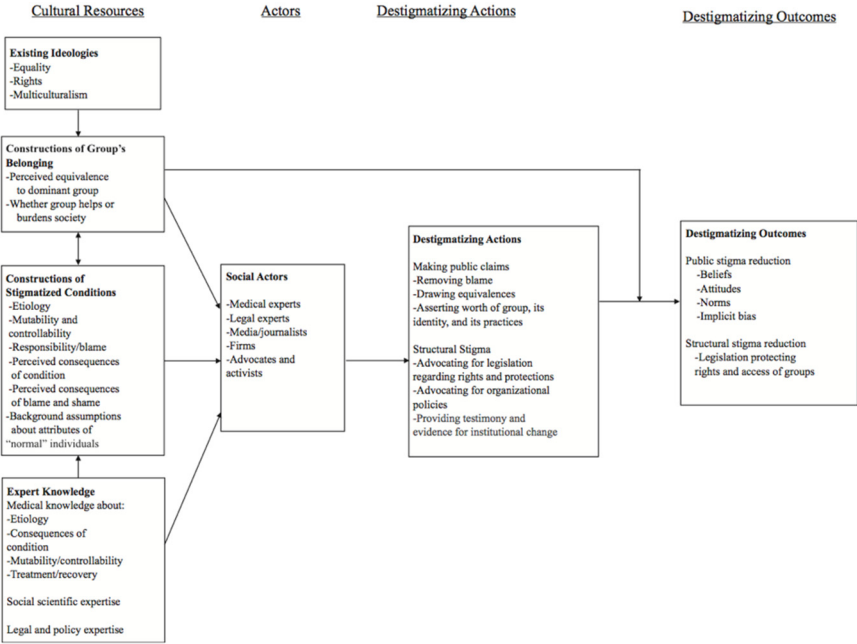 Cultural Resources
Actors
Destigmatizing Actions
Destigmatizing Outcomes
Existing Ideologies
-Equality
-Rights
-Multiculturalism
Constructions of Group's
Belonging
-Perceived equivalence
to dominant group
-Whether group helps or
burdens society
Constructions of
Stigmatized Conditions
-Etiology
-Mutability and
controllability
-Responsibility/blame
-Perceived consequences
of condition
-Perceived consequences
of blame and shame
-Background assumptions
about attributes of
“normal” individuals
Expert Knowledge
Medical knowledge about:
-Etiology
-Consequences of
condition
-Mutability/controllability
-Treatment/recovery
Social scientific expertise
Legal and policy expertise
Social Actors
-Medical experts
-Legal experts
-Media/journalists
-Firms
-Advocates and
activists
Destigmatizing Actions
Making public claims
-Removing blame
-Drawing equivalences
-Asserting worth of group, its
identity, and its practices
Structural Stigma
-Advocating for legislation
regarding rights and protections
-Advocating for organizational
policies
-Providing testimony and
evidence for institutional change
Destigmatizing Outcomes
Public stigma reduction
-Beliefs
-Attitudes
-Norms
-Implicit bias
Structural stigma reduction
-Legislation protecting
rights and access of groups